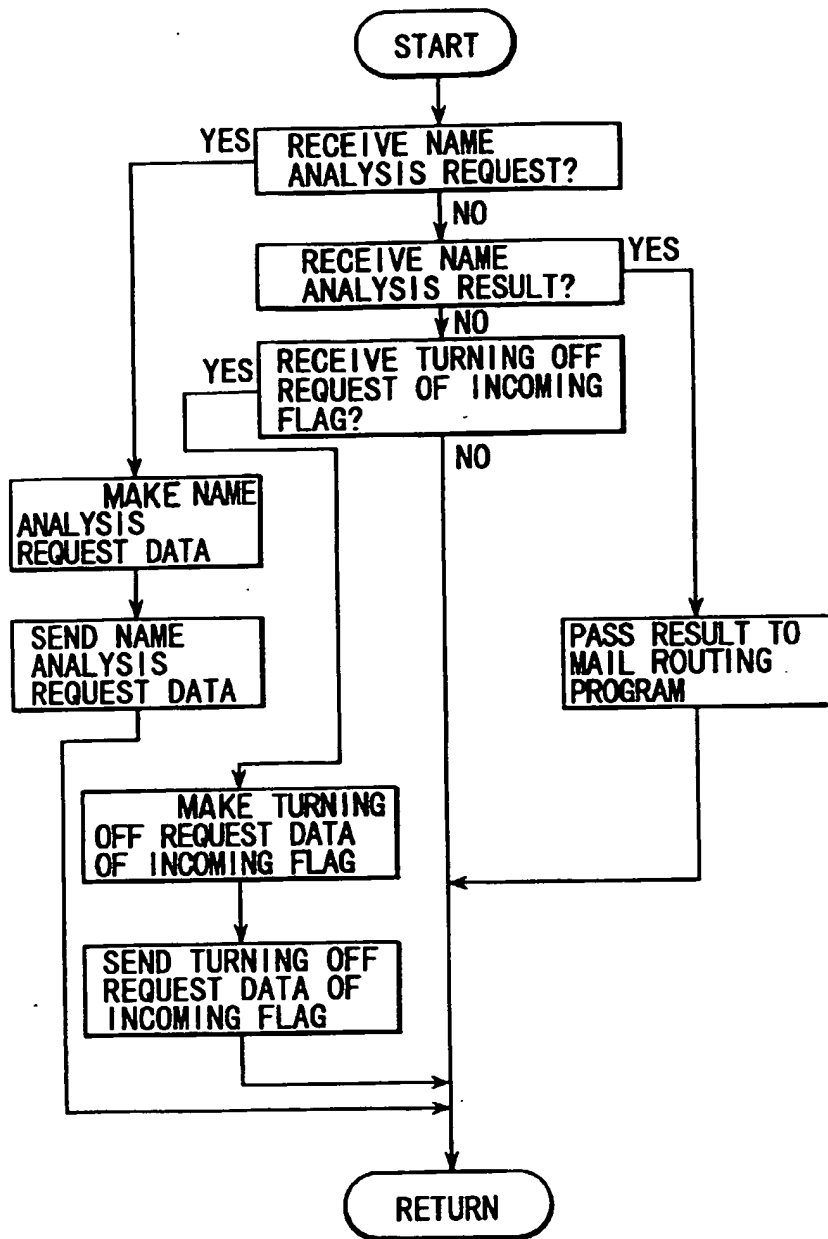 START
YES
RECEIVE NAME
ANALYSIS REQUEST?
NO
RECEIVE NAME
ANALYSIS RESULT?
YES
NO
YES
RECEIVE TURNING OFF
REQUEST OF INCOMING
FLAG?
NO
MAKE NAME
ANALYSIS
REQUEST DATA
SEND NAME
ANALYSIS
REQUEST DATA
PASS RESULT TO
MAIL ROUTING
PROGRAM
MAKE TURNING
OFF REQUEST DATA
OF INCOMING FLAG
SEND TURNING OFF
REQUEST DATA OF
INCOMING FLAG
RETURN